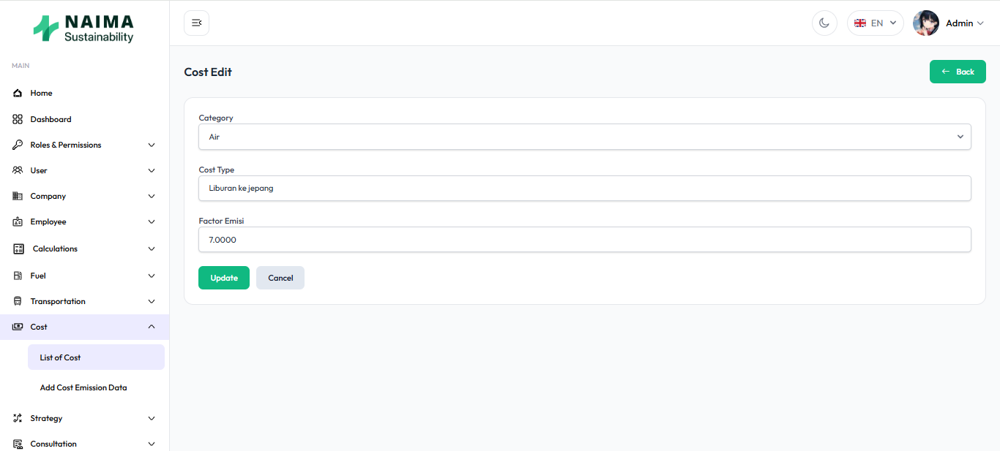 NAIMA
Sustainability
EN
Admin
MAIN
Home
Dashboard
Roles & Permissions
User
Company
Employee
Calculations
Fuel
Transportation
Cost
List of Cost
Add Cost Emission Data
Strategy
Consultation
Cost Edit
Back
Category
Air
Cost Type
Liburan ke jepang
Factor Emisi
7.0000
Update Cancel